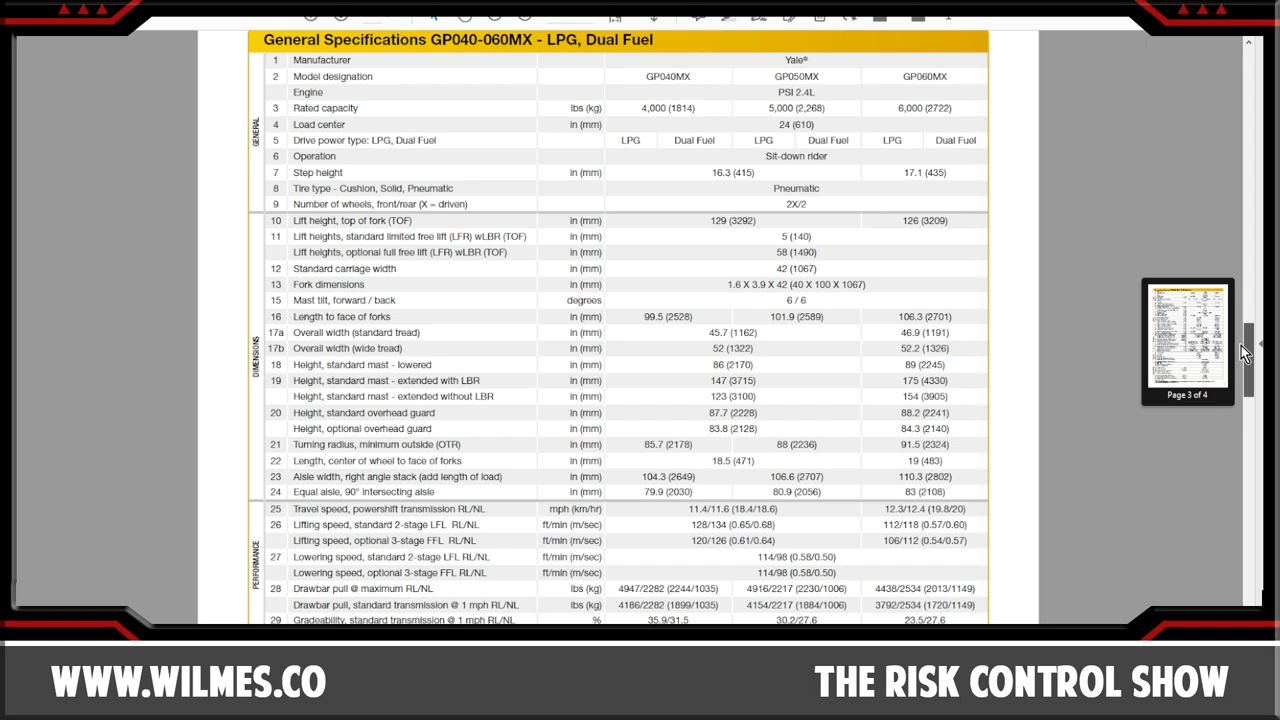 General Specifications GP040-060MX - LPG, Dual Fuel
GENERAL
1 Manufacturer Yale®
2 Model designation GP040MX GP050MX GP060MX
Engine PSI 2.4L
3 Rated capacity lbs (kg) 4,000 (1814) 5,000 (2,268) 6,000 (2722)
4 Load center in (mm) 24 (610)
5 Drive power type: LPG, Dual Fuel LPG Dual Fuel LPG Dual Fuel LPG Dual Fuel
6 Operation Sit-down rider
7 Step height in (mm) 16.3 (415) 17.1 (435)
8 Tire type - Cushion, Solid, Pneumatic Pneumatic
9 Number of wheels, front/rear (X = driven) 2X/2
DIMENSIONS
10 Lift height, top of fork (TOF) in (mm) 129 (3292) 126 (3209)
11 Lift heights, standard limited free lift (LFR) wLBR (TOF) in (mm) 5 (140)
Lift heights, optional full free lift (LFR) wLBR (TOF) in (mm) 58 (1490)
12 Standard carriage width in (mm) 42 (1067)
13 Fork dimensions in (mm) 1.6 X 3.9 X 42 (40 X 100 X 1067)
15 Mast tilt, forward / back degrees 6 / 6
16 Length to face of forks in (mm) 99.5 (2528) 101.9 (2589) 106.3 (2701)
17a Overall width (standard tread) in (mm) 45.7 (1162) 46.9 (1191)
17b Overall width (wide tread) in (mm) 52 (1322) 52.2 (1326)
18 Height, standard mast - lowered in (mm) 86 (2170) 89 (2245)
19 Height, standard mast - extended with LBR in (mm) 147 (3715) 175 (4330)
Height, standard mast - extended without LBR in (mm) 123 (3100) 154 (3905)
20 Height, standard overhead guard in (mm) 87.7 (2228) 88.2 (2241)
Height, optional overhead guard in (mm) 83.8 (2128) 84.3 (2140)
21 Turning radius, minimum outside (OTR) in (mm) 85.7 (2178) 88 (2236) 91.5 (2324)
22 Length, center of wheel to face of forks in (mm) 18.5 (471) 19 (483)
23 Aisle width, right angle stack (add length of load) in (mm) 104.3 (2649) 106.6 (2707) 110.3 (2802)
24 Equal aisle, 90° intersecting aisle in (mm) 79.9 (2030) 80.9 (2056) 83 (2108)
PERFORMANCE
25 Travel speed, powershift transmission RL/NL mph (km/hr) 11.4/11.6 (18.4/18.6) 12.3/12.4 (19.8/20)
26 Lifting speed, standard 2-stage LFL RL/NL ft/min (m/sec) 128/134 (0.65/0.68) 112/118 (0.57/0.60)
Lifting speed, optional 3-stage FFL RL/NL ft/min (m/sec) 120/126 (0.61/0.64) 106/112 (0.54/0.57)
27 Lowering speed, standard 2-stage LFL RL/NL ft/min (m/sec) 114/98 (0.58/0.50)
Lowering speed, optional 3-stage FFL RL/NL ft/min (m/sec) 114/98 (0.58/0.50)
28 Drawbar pull @ maximum RL/NL lbs (kg) 4947/2282 (2244/1035) 4916/2217 (2230/1006) 4438/2534 (2013/1149)
Drawbar pull, standard transmission @ 1 mph RL/NL lbs (kg) 4186/2282 (1899/1035) 4154/2217 (1884/1006) 3792/2534 (1720/1149)
29 Gradeability, standard transmission @ 1 mph RL/NL % 35.9/31.5 30.2/27.6 23.5/27.6
Page 3 of 4
WWW.WILMES.CO
THE RISK CONTROL SHOW